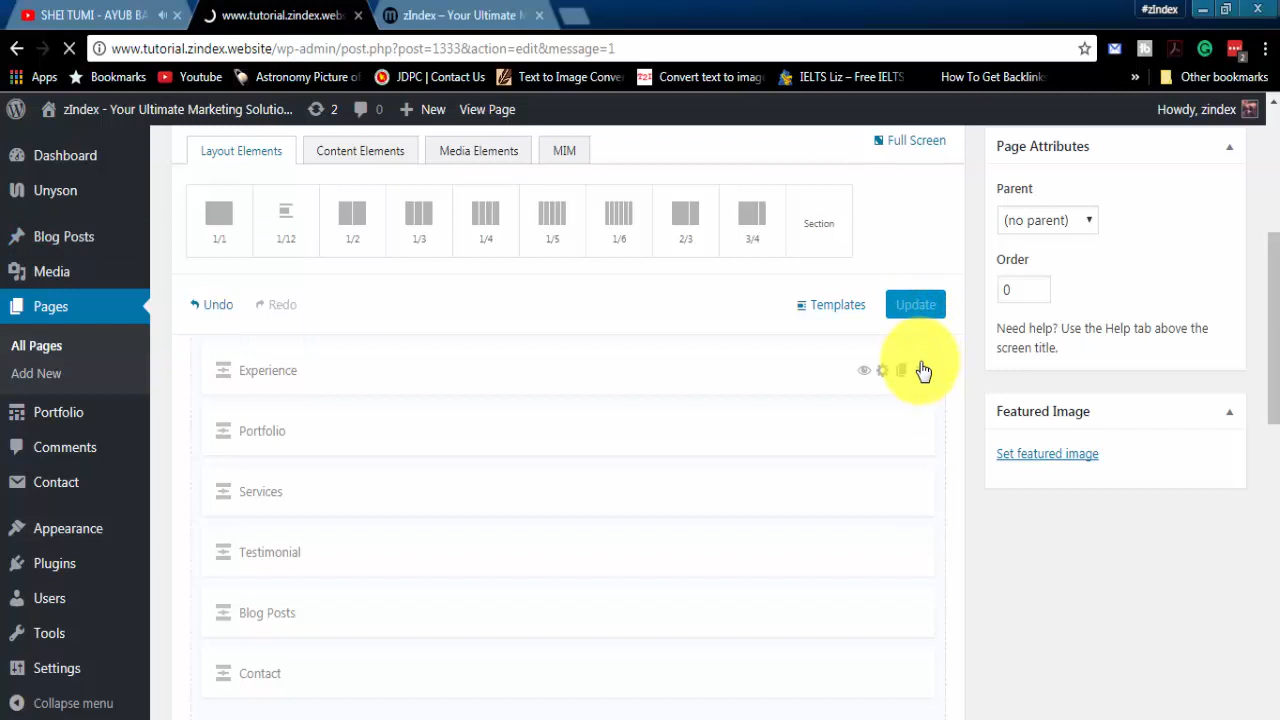 SHEI TUMI - AYUB BA
www.tutorial.zindex.webs
zIndex – Your Ultimate M
#zIndex
www.tutorial.zindex.website/wp-admin/post.php?post=1333&action=edit&message=1
Apps
Bookmarks
Youtube
Astronomy Picture of
JDPC | Contact Us
Text to Image Conve
Convert text to imag
IELTS Liz – Free IELTS
How To Get Backlink
»
Other bookmarks
zIndex - Your Ultimate Marketing Solutio...
2
0
New
View Page
Howdy, zindex
Dashboard
Unyson
Blog Posts
Media
Pages
All Pages
Add New
Portfolio
Comments
Contact
Appearance
Plugins
Users
Tools
Settings
Collapse menu
Layout Elements
Content Elements
Media Elements
MIM
Full Screen
1/1
1/12
1/2
1/3
1/4
1/5
1/6
2/3
3/4
Section
Undo
Redo
Templates
Update
Experience
Portfolio
Services
Testimonial
Blog Posts
Contact
Page Attributes
Parent
(no parent)
Order
0
Need help? Use the Help tab above the
screen title.
Featured Image
Set featured image